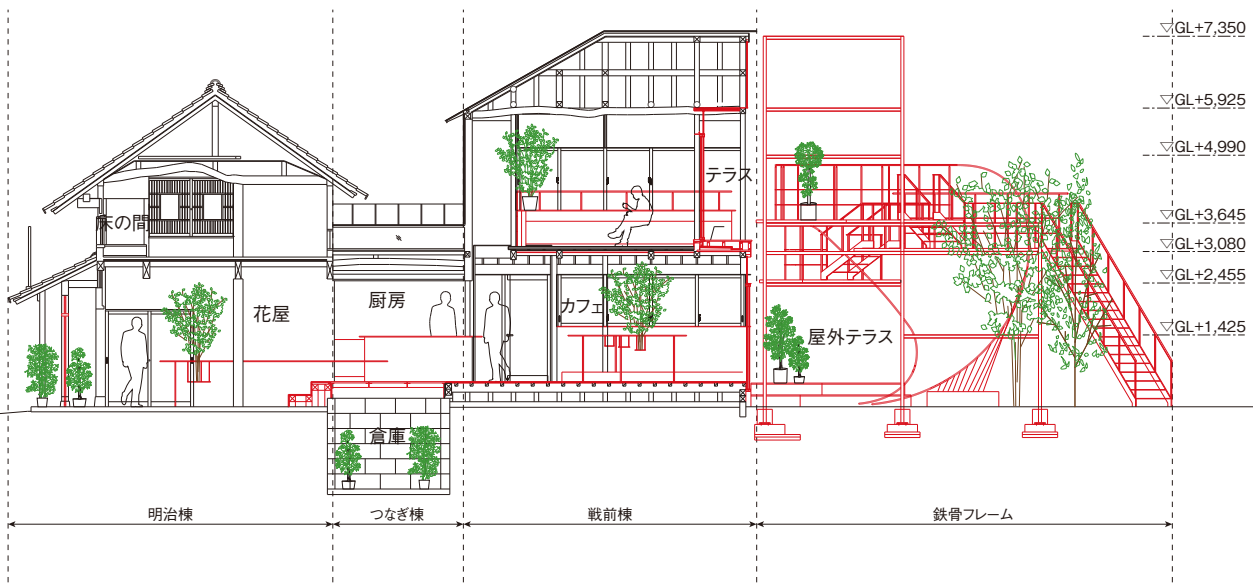 ▽GL+7,350
▽GL+5,925
▽GL+4,990
テラス
床の間
▽GL+3,645
▽GL+3,080
▽GL+2,455
花屋
厨房
カフェ
屋外テラス
▽GL+1,425
倉庫
明治棟
つなぎ棟
戦前棟
鉄骨フレーム